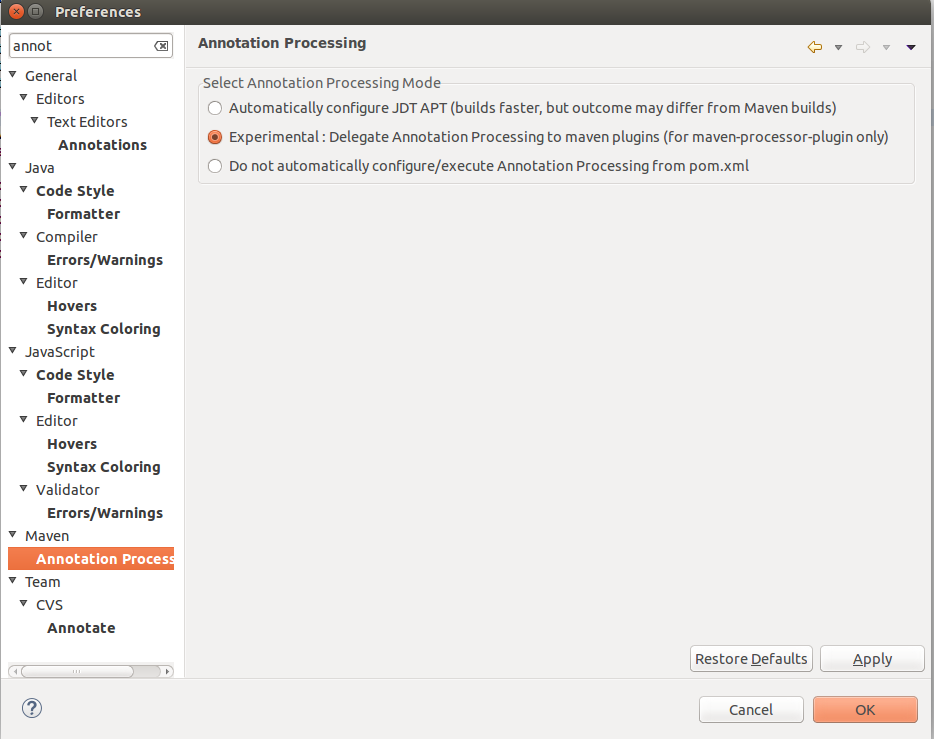 Preferences
annot
Annotation Processing
General
Editors
Text Editors
Annotations
Java
Code Style
Formatter
Compiler
Errors/Warnings
Editor
Hovers
Syntax Coloring
JavaScript
Code Style
Formatter
Editor
Hovers
Syntax Coloring
Validator
Errors/Warnings
Maven
Annotation Process
Team
CVS
Annotate
Select Annotation Processing Mode
Automatically configure JDT APT (builds faster, but outcome may differ from Maven builds)
Experimental : Delegate Annotation Processing to maven plugins (for maven-processor-plugin only)
Do not automatically configure/execute Annotation Processing from pom.xml
Restore Defaults
Apply
?
Cancel
OK